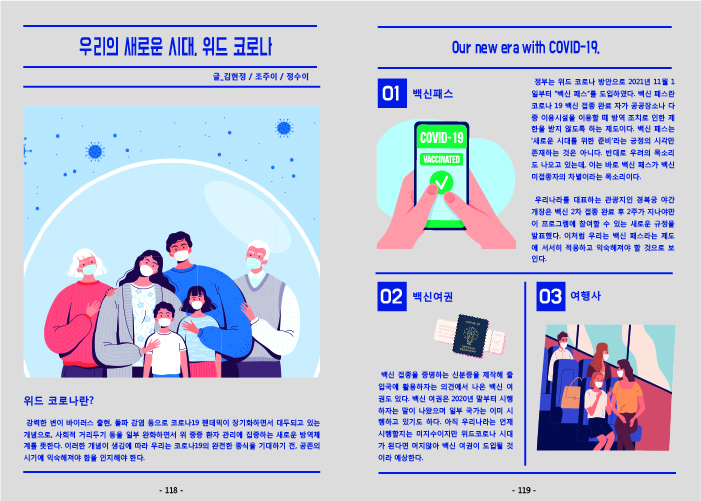 우리의 새로운 시대, 위드 코로나
글_김현정 / 조주이 / 정수이
위드 코로나란?
강력한 변이 바이러스 출현, 돌파 감염 등으로 코로나19 팬데믹이 장기화하면서 대두되고 있는
개념으로, 사회적 거리두기 등을 일부 완화하면서 위 중증 환자 관리에 집중하는 새로운 방역체
계를 뜻한다. 이러한 개념이 생김에 따라 우리는 코로나19의 완전한 종식을 기대하기 전, 공존의
시기에 익숙해져야 함을 인지해야 한다.
- 118 -
Our new era with COVID-19.
01 백신패스
COVID-19
VACCINATED
정부는 위드 코로나 방안으로 2021년 11월 1
일부터 "백신 패스"를 도입하였다. 백신 패스란
코로나 19 백신 접종 완료 자가 공공장소나 다
중 이용시설을 이용할 때 방역 조치로 인한 제
한을 받지 않도록 하는 제도이다. 백신 패스는
'새로운 시대를 위한 준비'라는 긍정의 시각만
존재하는 것은 아니다. 반대로 우려의 목소리
도 나오고 있는데, 이는 바로 백신 패스가 백신
미접종자의 차별이라는 목소리이다.
우리나라를 대표하는 관광지인 경복궁 야간
개장은 백신 2차 접종 완료 후 2주가 지나야만
이 프로그램에 참여할 수 있는 새로운 규정을
발표했다. 이처럼 우리는 백신 패스라는 제도
에 서서히 적응하고 익숙해져야 할 것으로 보
인다.
02 백신여권
백신 접종을 증명하는 신분증을 제작해 출
입국에 활용하자는 의견에서 나온 백신 여
권도 있다. 백신 여권은 2020년 말부터 시행
하자는 말이 나왔으며 일부 국가는 이미 시
행하고 있기도 하다. 아직 우리나라는 언제
시행할지는 미지수이지만 위드코로나 시대
가 된다면 머지않아 백신 여권이 도입될 것
이라 예상한다.
03 여행사
- 119 -